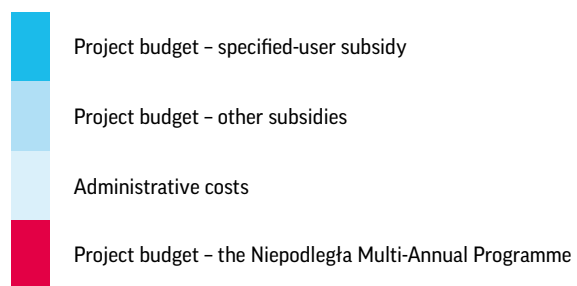 Project budget – specified-user subsidy
Project budget – other subsidies
Administrative costs
Project budget – the Niepodległa Multi-Annual Programme